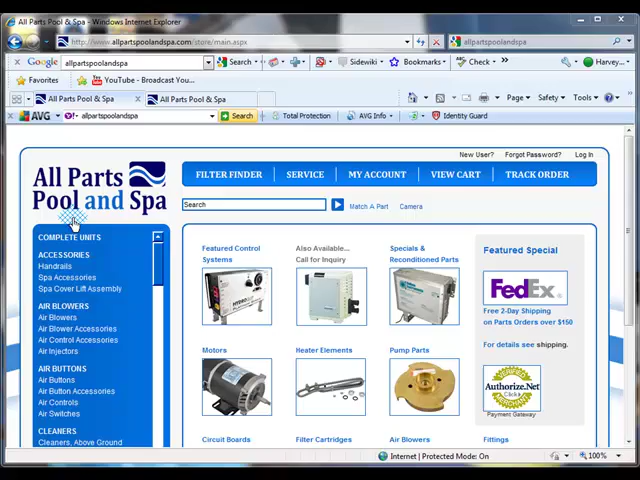 All Parts Pool & Spa - Windows Internet Explorer
http://www.allpartspoolandspa.com/store/main.aspx
allpartspoolandspa
Google
allpartspoolandspa
Search
Sidewiki
Bookmarks
Check
Harvey...
Favorites
YouTube - Broadcast You...
All Parts Pool & Spa
All Parts Pool & Spa
Page
Safety
Tools
AVG
Y!
allpartspoolandspa
Search
Total Protection
AVG Info
Identity Guard
New User?
Forgot Password?
Log In
All Parts
Pool and Spa
FILTER FINDER
SERVICE
MY ACCOUNT
VIEW CART
TRACK ORDER
Search
Match A Part
Camera
COMPLETE UNITS
ACCESSORIES
Handrails
Spa Accessories
Spa Cover Lift Assembly
AIR BLOWERS
Air Blowers
Air Blower Accessories
Air Control Accessories
Air Injectors
AIR BUTTONS
Air Buttons
Air Button Accessories
Air Controls
Air Switches
CLEANERS
Cleaners, Above Ground
Featured Control
Systems
Also Available...
Call for Inquiry
Specials &
Reconditioned Parts
Motors
Heater Elements
Pump Parts
Circuit Boards
Filter Cartridges
Air Blowers
Fittings
Featured Special
FedEx
Free 2-Day Shipping
on Parts Orders over $150
For details see shipping.
Authorize.Net
Click
Payment Gateway
Internet | Protected Mode: On
100%